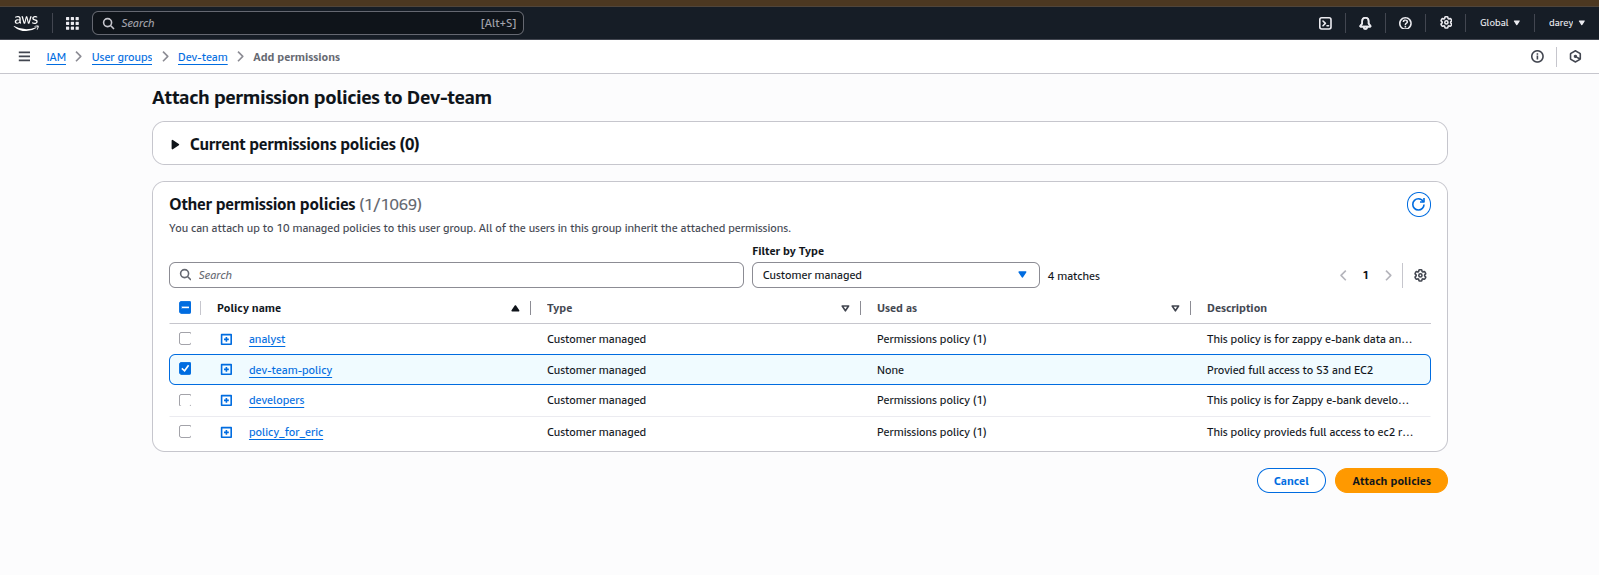 aws Search [Alt+S] Global darey
IAM User groups Dev-team Add permissions
Attach permission policies to Dev-team
Current permissions policies (0)
Other permission policies (1/1069)
You can attach up to 10 managed policies to this user group. All of the users in this group inherit the attached permissions.
Filter by Type
Search Customer managed 4 matches 1
Policy name Type Used as Description
analyst Customer managed Permissions policy (1) This policy is for zappy e-bank data an...
dev-team-policy Customer managed None Provied full access to S3 and EC2
developers Customer managed Permissions policy (1) This policy is for Zappy e-bank develo...
policy_for_eric Customer managed Permissions policy (1) This policy provieds full access to ec2 r...
Cancel Attach policies